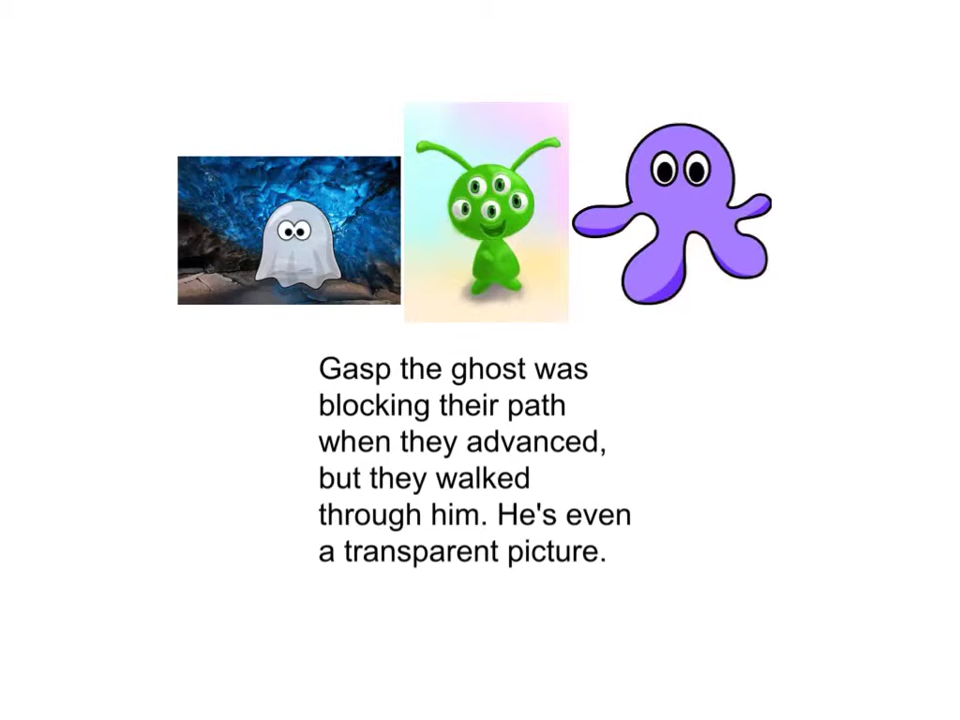 Gasp the ghost was
blocking their path
when they advanced,
but they walked
through him. He's even
a transparent picture.